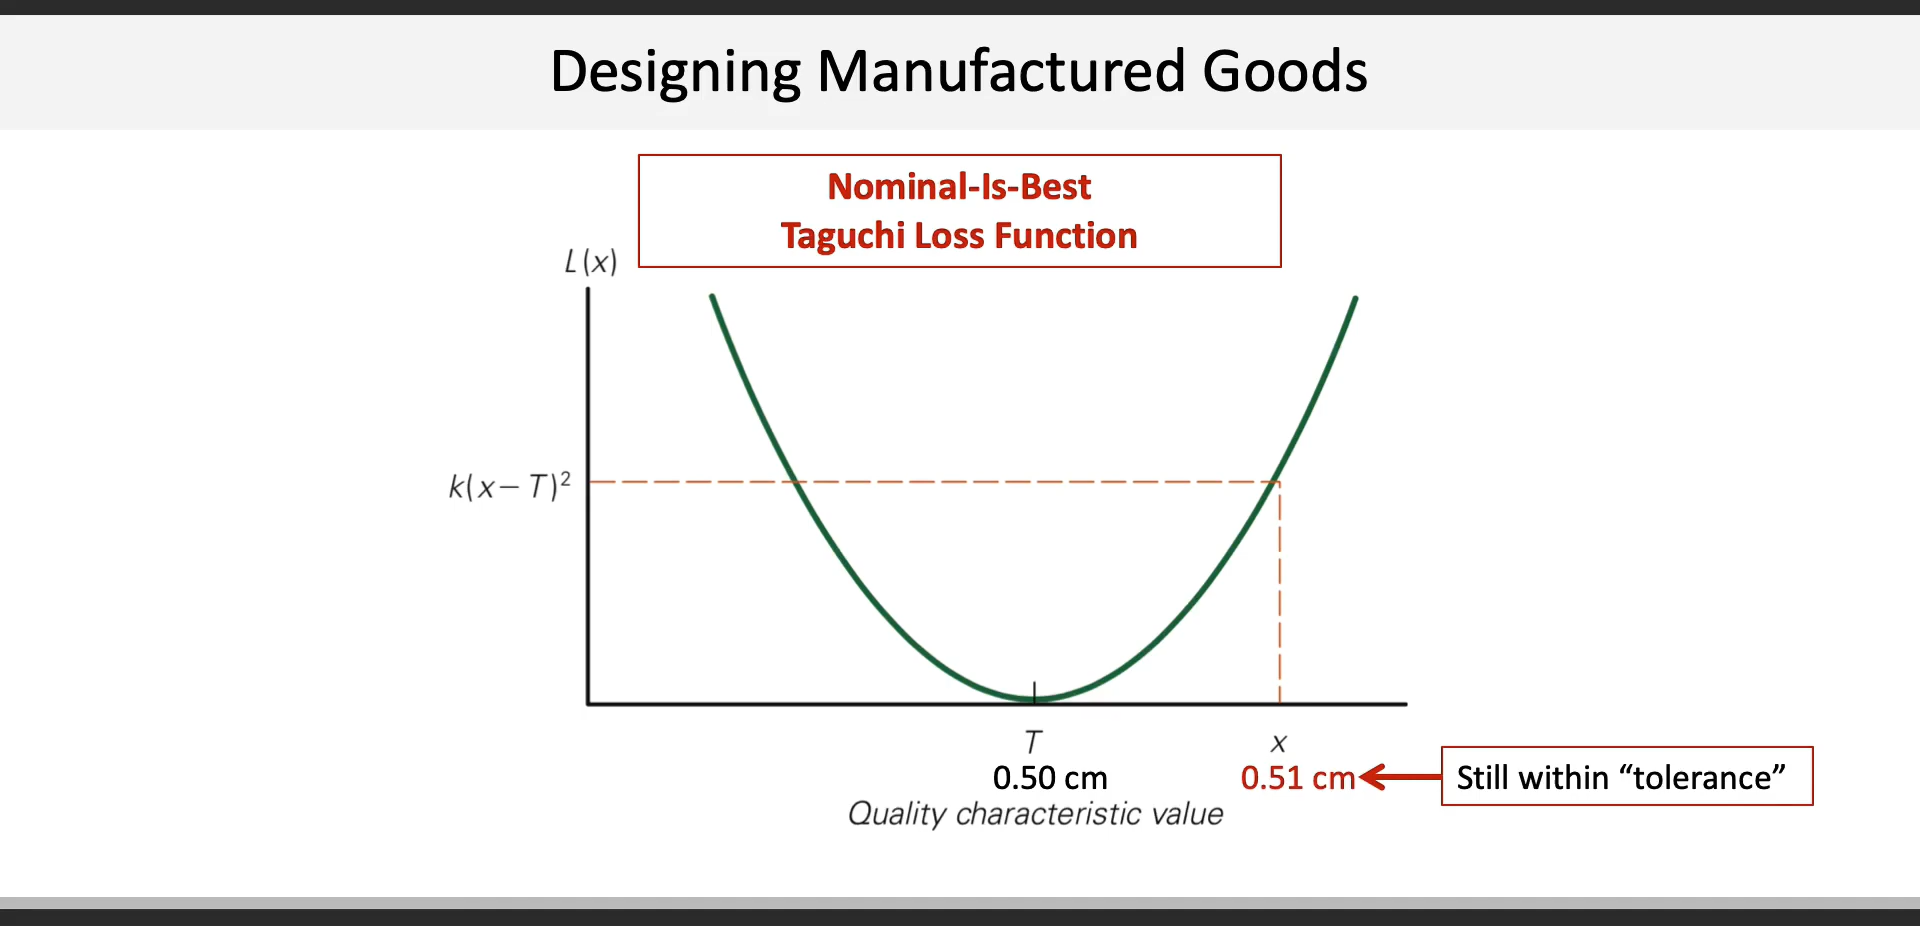 Designing Manufactured Goods
Nominal-Is-Best
Taguchi Loss Function
L(x)
k(x – T)²
T
x
0.50 cm
0.51 cm
Still within “tolerance”
Quality characteristic value